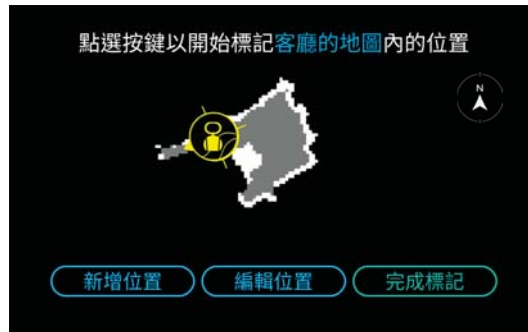 點選按鍵以開始標記客廳的地圖內的位置
N
新增位置
編輯位置
完成標記